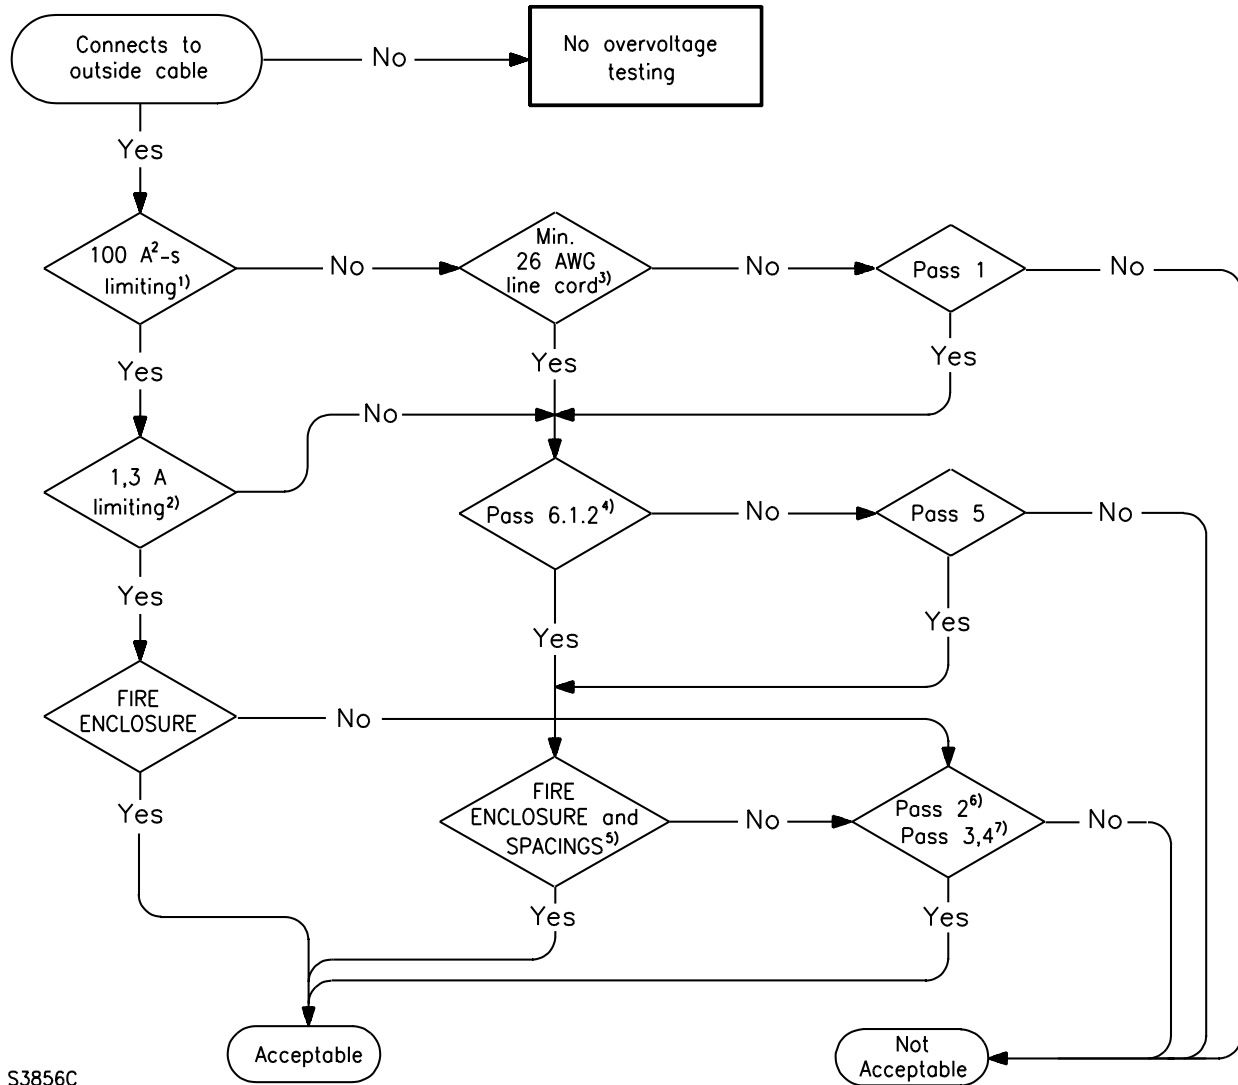 Connects to
outside cable
No
No overvoltage
testing
Yes
100 A²-s
limiting¹⁾
No
Min.
26 AWG
line cord³⁾
No
Pass 1
No
Yes
Yes
Yes
No
1,3 A
limiting²⁾
Pass 6.1.2⁴⁾
No
Pass 5
No
Yes
Yes
Yes
FIRE
ENCLOSURE
No
Yes
FIRE
ENCLOSURE and
SPACINGS⁵⁾
No
Pass 2⁶⁾
Pass 3,4⁷⁾
No
Yes
Yes
Acceptable
Not
Acceptable
S3856C